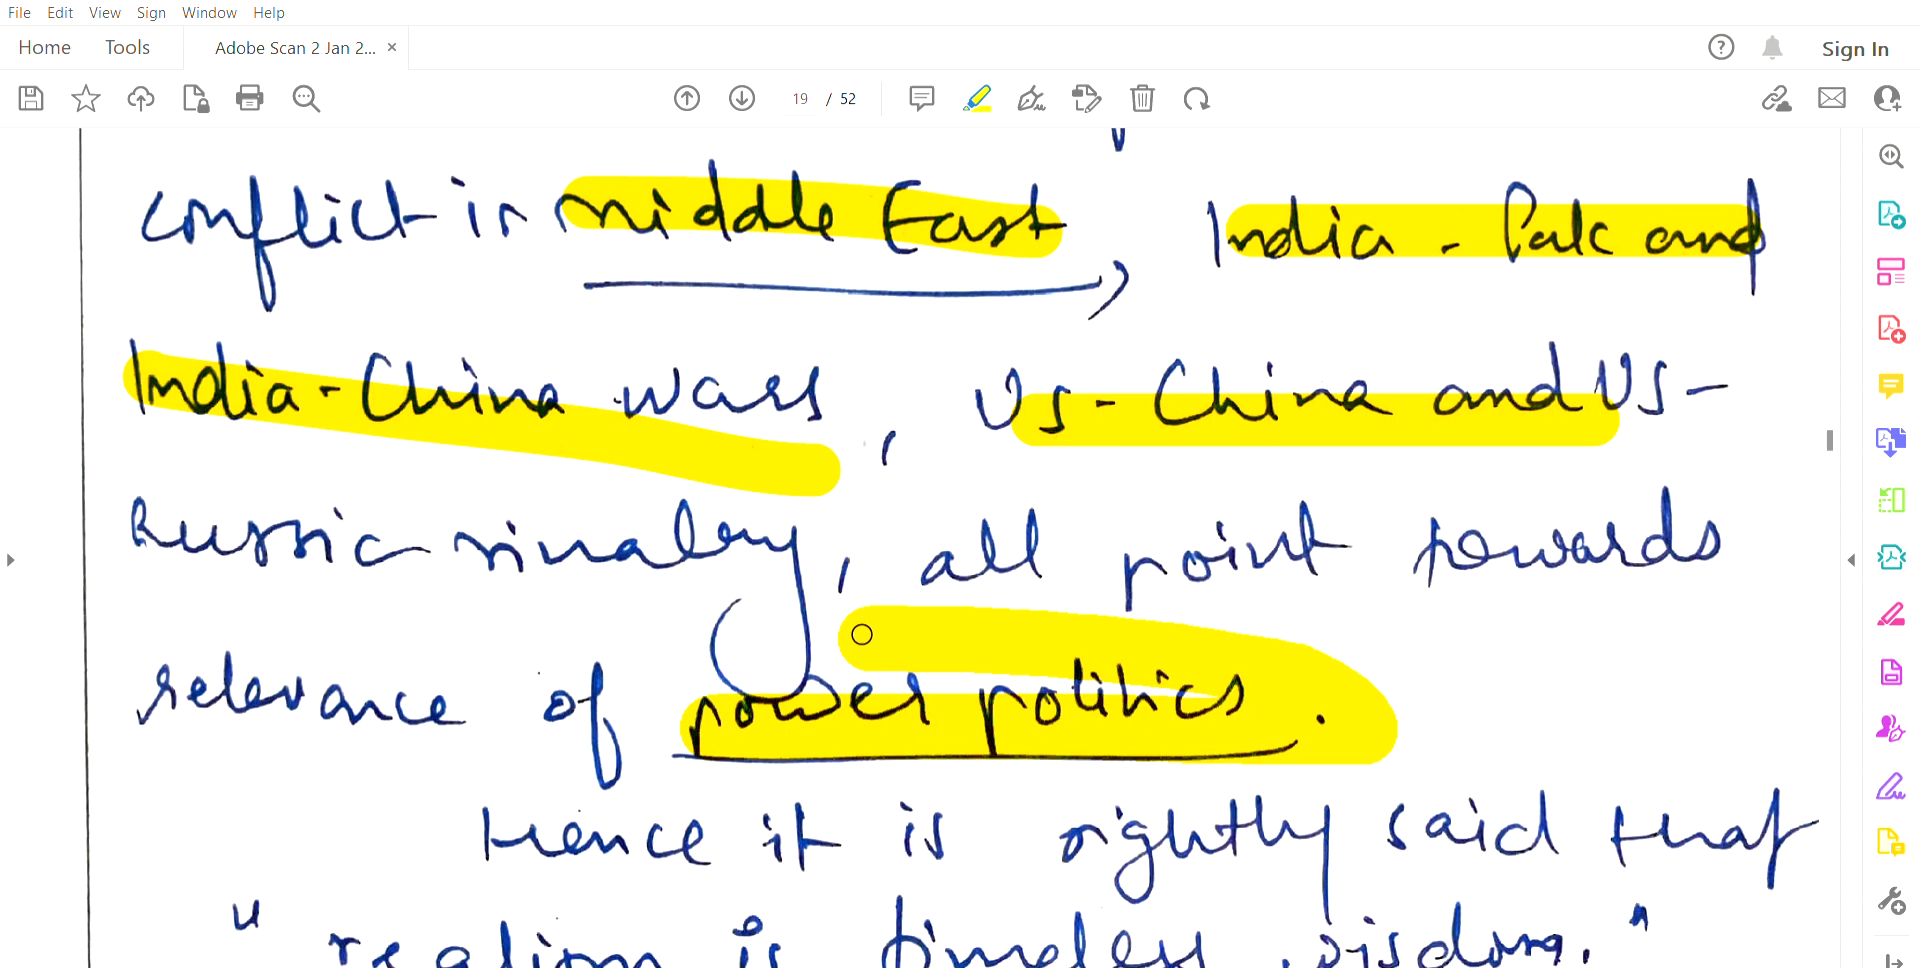 File Edit View Sign Window Help
Home Tools Adobe Scan 2 Jan 2... × Sign In
19 / 52
conflict in middle East, India - Pak and
India - China wars, US - China and US -
Russia rivalry, all point towards
relevance of power politics.
Hence it is rightly said that
" realism is timeless wisdom. "